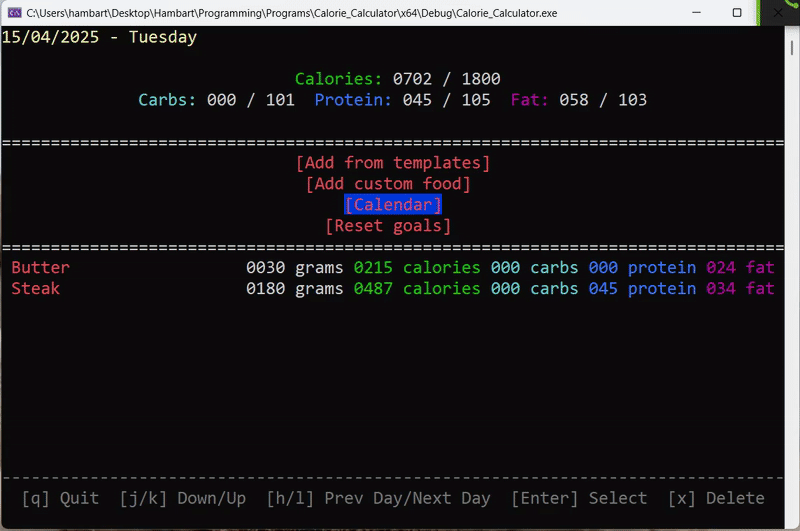 C:\Users\hambart\Desktop\Hambart\Programming\Programs\Calorie_Calculator\x64\Debug\Calorie_Calculator.exe
15/04/2025 - Tuesday
Calories: 0702 / 1800
Carbs: 000 / 101 Protein: 045 / 105 Fat: 058 / 103
================================================================================
[Add from templates]
[Add custom food]
[Calendar]
[Reset goals]
================================================================================
Butter 0030 grams 0215 calories 000 carbs 000 protein 024 fat
Steak 0180 grams 0487 calories 000 carbs 045 protein 034 fat
--------------------------------------------------------------------------------
[q] Quit [j/k] Down/Up [h/l] Prev Day/Next Day [Enter] Select [x] Delete